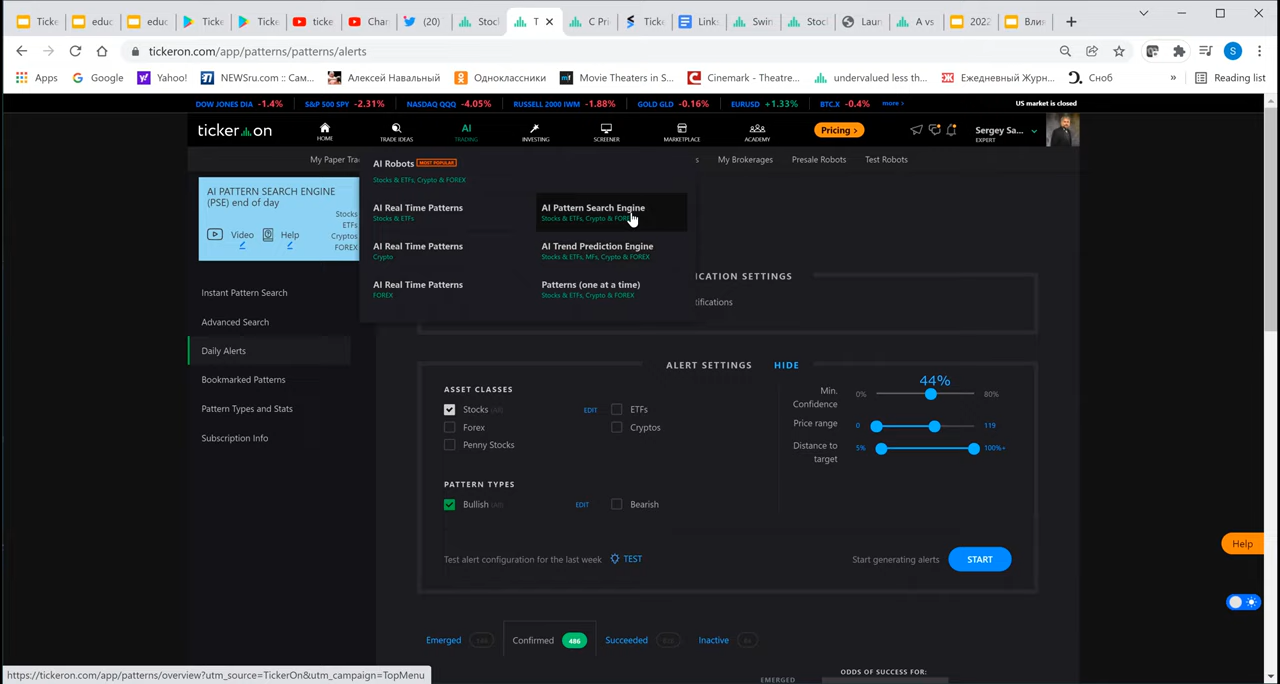 Ticke educ educ Ticke Ticke ticke Char (20) Stoc T C Pri Ticke Link Swin Stoc Laun A vs 2022 Вли
tickeron.com/app/patterns/patterns/alerts
Apps Google Yahoo! NEWSru.com :: Сам... Алексей Навальный Одноклассники Movie Theaters in S... Cinemark - Theatre... undervalued less th... Ежедневный Журн... Сноб » Reading list
DOW JONES DIA -1.4% S&P 500 SPY -2.31% NASDAQ QQQ -4.05% RUSSELL 2000 IWM -1.88% GOLD GLD -0.16% EURUSD +1.33% BTC.X -0.4% more > US market is closed
tickeron HOME TRADE IDEAS AI TRADING INVESTING SCREENER MARKETPLACE ACADEMY Pricing > Sergey Sa... EXPERT
My Paper Tra s My Brokerages Presale Robots Test Robots
AI Robots MOST POPULAR
Stocks & ETFs, Crypto & FOREX
AI Real Time Patterns
Stocks & ETFs
AI Pattern Search Engine
Stocks & ETFs, Crypto & FOREX
AI Real Time Patterns
Crypto
AI Trend Prediction Engine
Stocks & ETFs, MFs, Crypto & FOREX
AI Real Time Patterns
FOREX
Patterns (one at a time)
Stocks & ETFs, Crypto & FOREX
AI PATTERN SEARCH ENGINE
(PSE) end of day
Stocks
ETFs
Cryptos
FOREX
Video Help
Instant Pattern Search
Advanced Search
Daily Alerts
Bookmarked Patterns
Pattern Types and Stats
Subscription Info
ICATION SETTINGS
tifications
ALERT SETTINGS HIDE
ASSET CLASSES
Stocks (All) EDIT ETFs
Forex Cryptos
Penny Stocks
PATTERN TYPES
Bullish (All) EDIT Bearish
44%
Min. Confidence 0% 80%
Price range 0 119
Distance to target 5% 100%+
Test alert configuration for the last week TEST Start generating alerts START
Emerged Confirmed 486 Succeeded Inactive
EMERGED ODDS OF SUCCESS FOR:
Help
https://tickeron.com/app/patterns/overview?utm_source=TickerOn&utm_campaign=TopMenu